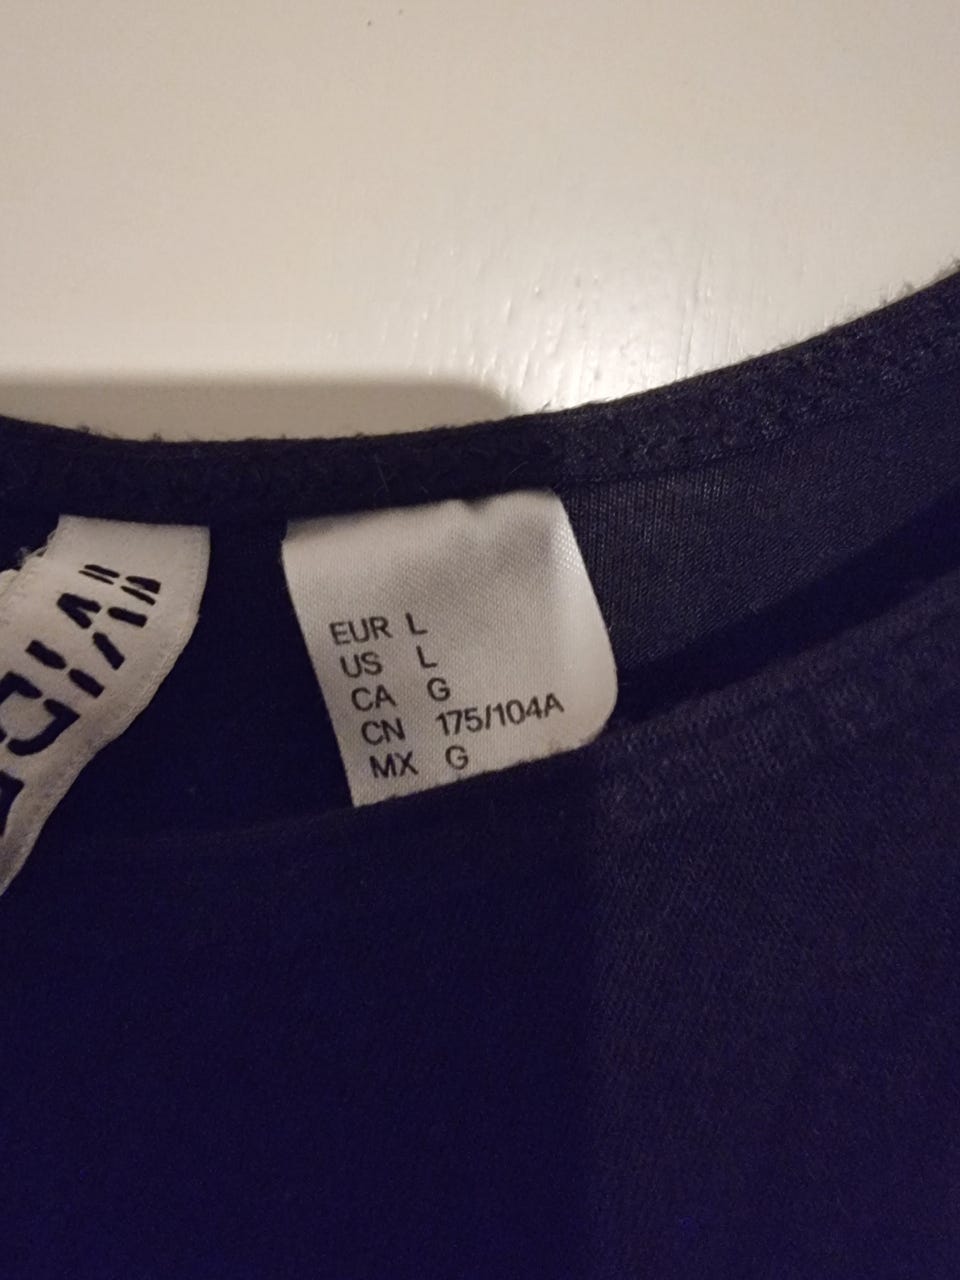 EUR L
US L
CA G
CN 175/104A
MX G